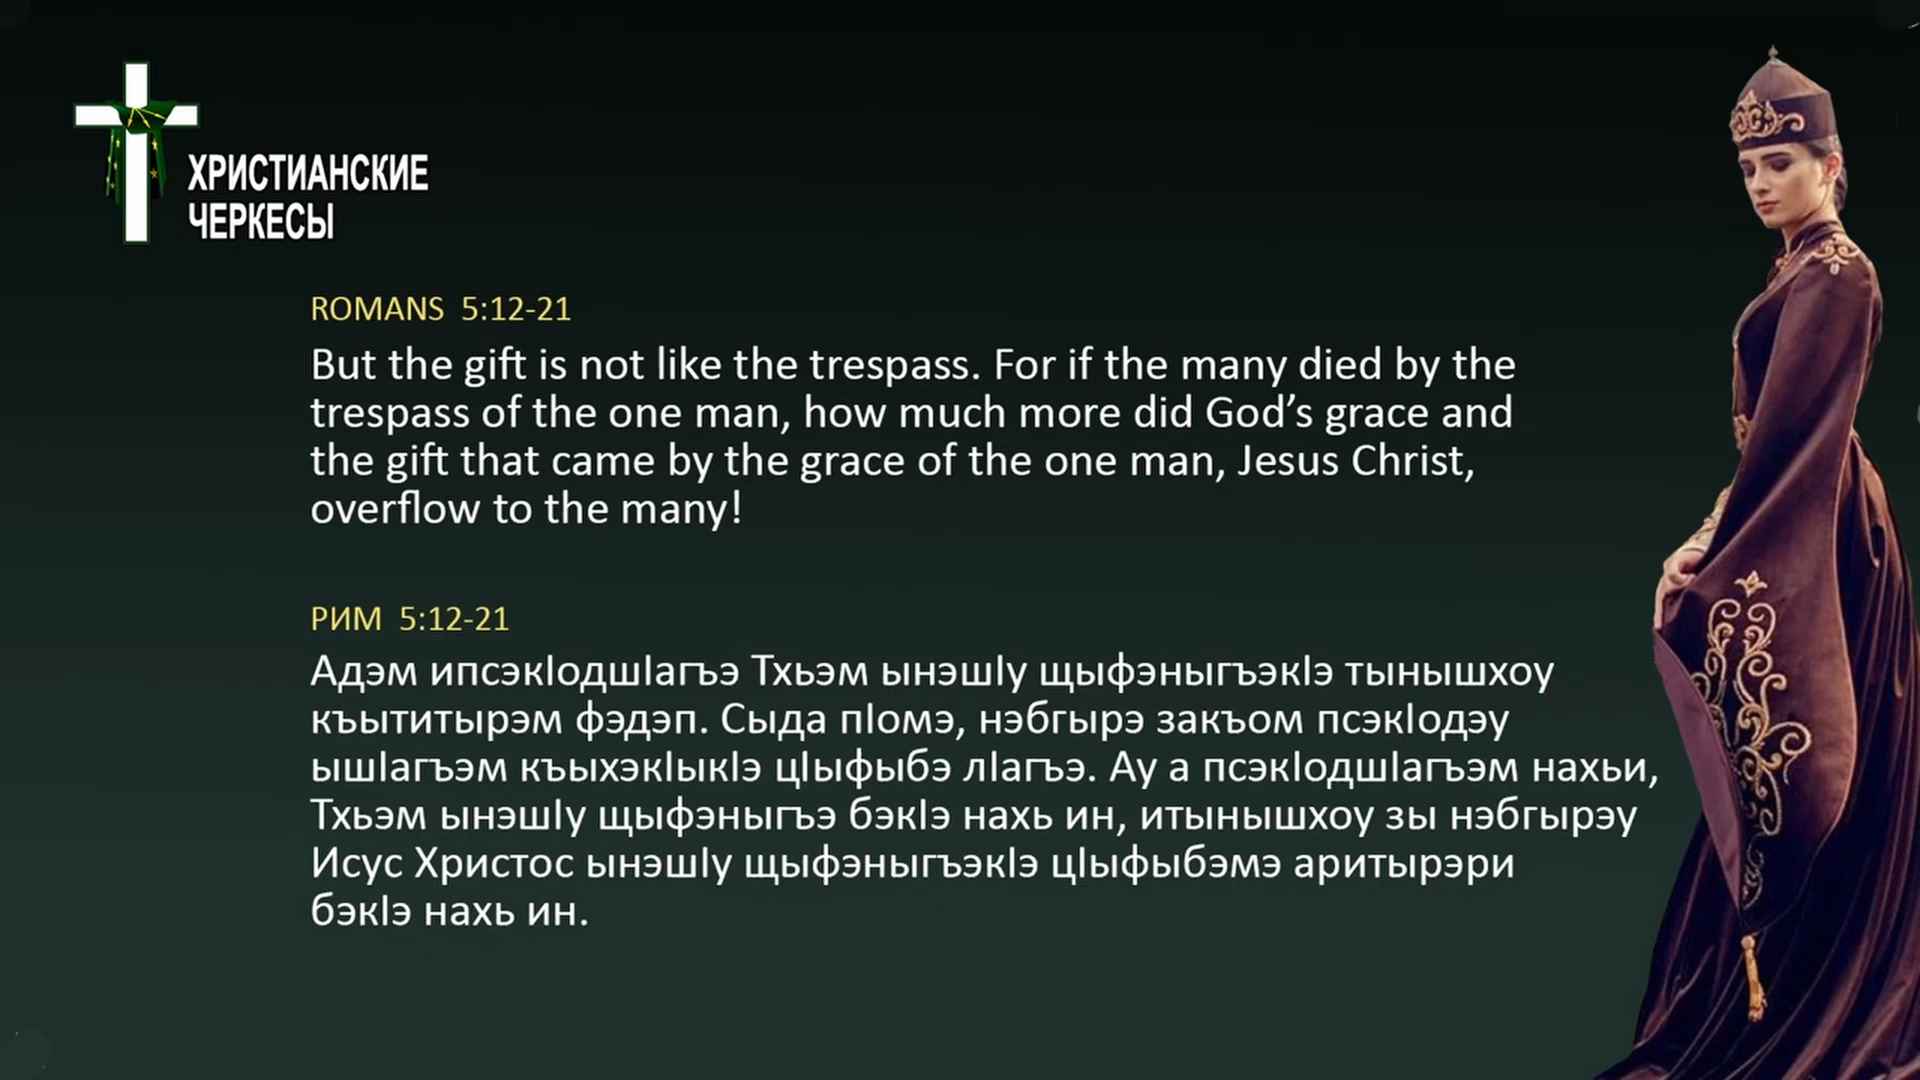 ХРИСТИАНСКИЕ
ЧЕРКЕСЫ
ROMANS 5:12-21
But the gift is not like the trespass. For if the many died by the
trespass of the one man, how much more did God’s grace and
the gift that came by the grace of the one man, Jesus Christ,
overflow to the many!
РИМ 5:12-21
Адэм ипсэкӏодшӏагъэ Тхьэм ынэшӏу щыфэныгъэкӏэ тынышхоу
къытитырэм фэдэп. Сыда пӏомэ, нэбгырэ закъом псэкӏодэу
ышӏагъэм къыхэкӏыкӏэ цӏыфыбэ лӏагъэ. Ау а псэкӏодшӏагъэм нахьи,
Тхьэм ынэшӏу щыфэныгъэ бэкӏэ нахь ин, итынышхоу зы нэбгырэу
Исус Христос ынэшӏу щыфэныгъэкӏэ цӏыфыбэмэ аритырэри
бэкӏэ нахь ин.